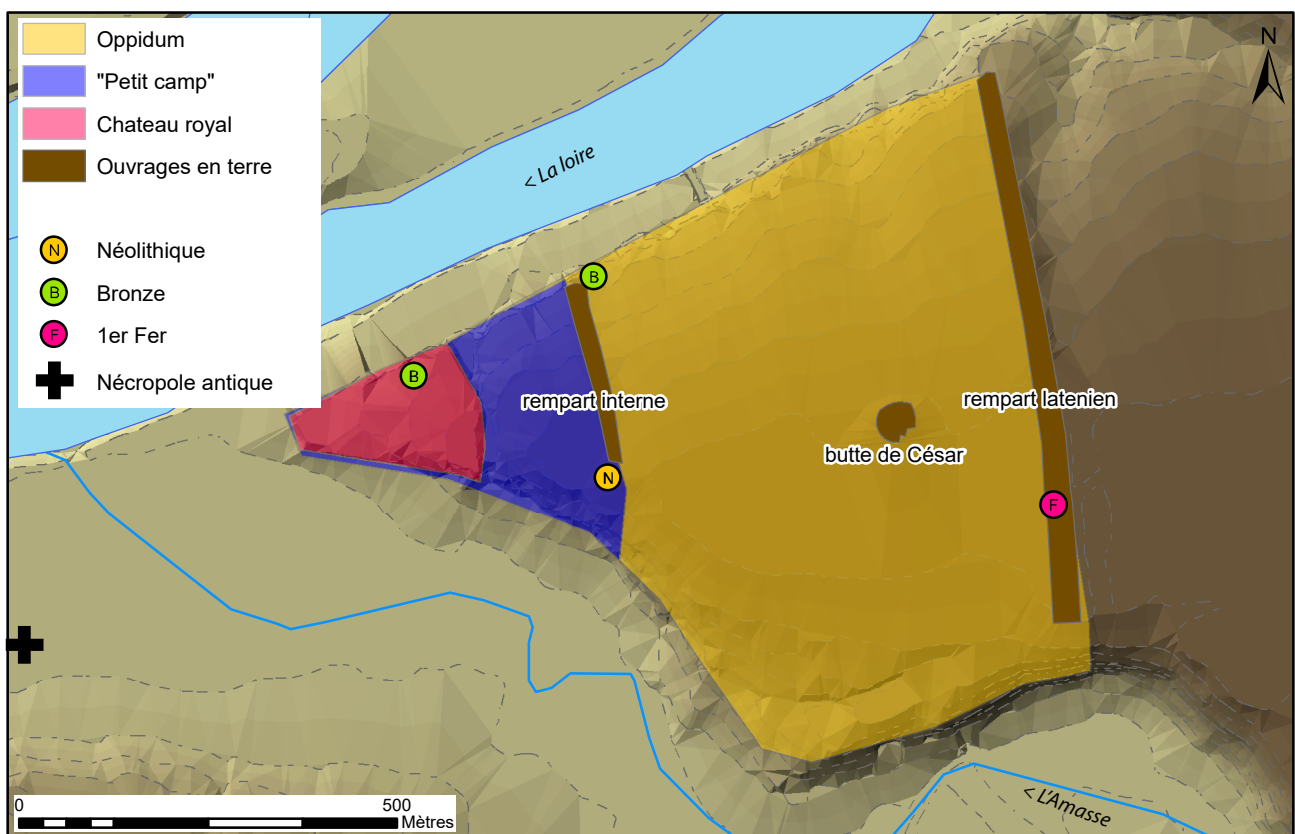 Oppidum
"Petit camp"
Chateau royal
Ouvrages en terre
N Néolithique
B Bronze
F 1er Fer
Nécropole antique
N
< La loire
B
B
rempart interne
rempart latenien
butte de César
N
F
0 500
Mètres
< L'Amasse